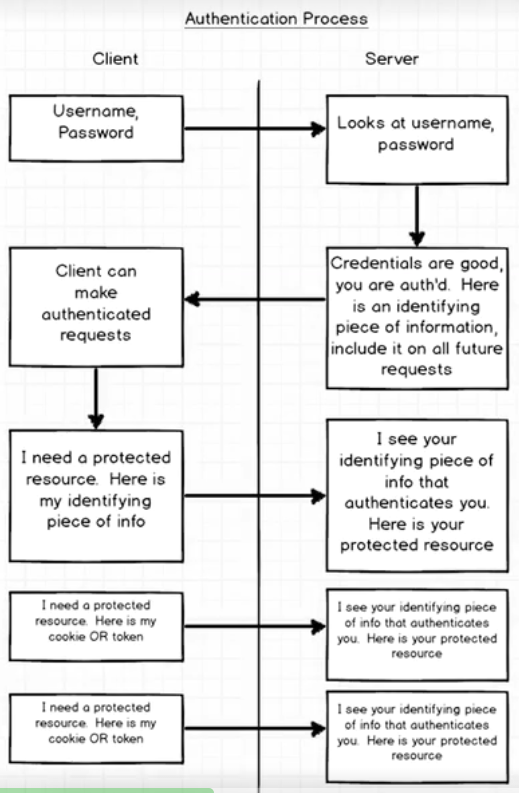 Authentication Process
Client
Server
Username,
Password
Looks at username,
password
Credentials are good,
you are auth'd. Here
is an identifying
piece of information,
include it on all future
requests
Client can
make
authenticated
requests
I need a protected
resource. Here is
my identifying
piece of info
I see your
identifying piece of
info that
authenticates you.
Here is your
protected resource
I need a protected
resource. Here is my
cookie OR token
I see your identifying piece
of info that authenticates
you. Here is your protected
resource
I need a protected
resource. Here is my
cookie OR token
I see your identifying piece
of info that authenticates
you. Here is your protected
resource